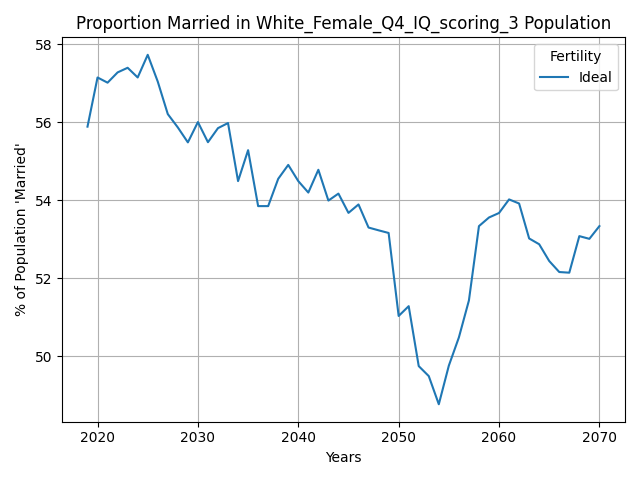 Proportion Married in White_Female_Q4_IQ_scoring_3 Population
Fertility
Ideal
% of Population 'Married'
58
56
54
52
50
2020
2030
2040
2050
2060
2070
Years